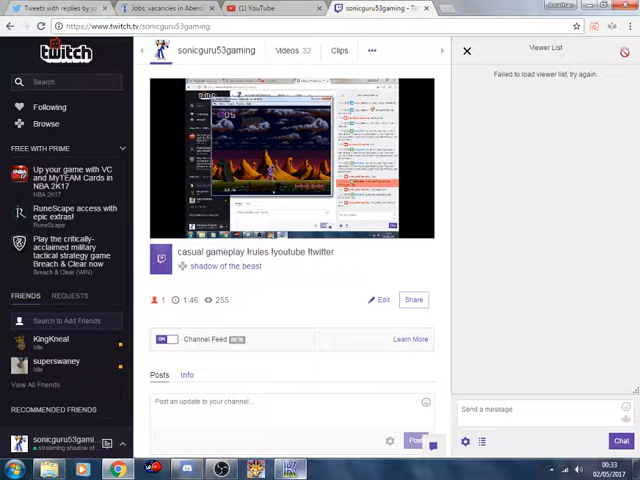 Jonathan
Tweets with replies by s
Jobs, vacancies in Aberd
YouTube
sonicguru53gaming - Tw
https://www.twitch.tv/sonicguru53gaming
twitch
Search
Following
Browse
FREE WITH PRIME
Up your game with VC
and MyTEAM Cards in
NBA 2K17
NBA 2K17
RuneScape access with
epic extras!
RuneScape
Play the critically-
acclaimed military
tactical strategy game
Breach & Clear now
Breach & Clear (WIN)
FRIENDS REQUESTS
Search to Add Friends
KingKneal
Idle
superswaney
Idle
View All Friends
RECOMMENDED FRIENDS
sonicguru53gami...
streaming shadow of
sonicguru53gaming Videos 32 Clips
casual gameplay !rules !youtube !twitter
shadow of the beast
1 1:46 255 Edit Share
ON Channel Feed BETA Learn More
Posts Info
Post an update to your channel..
Post
Viewer List
Failed to load viewer list, try again.
Send a message
Chat
00:33
02/05/2017